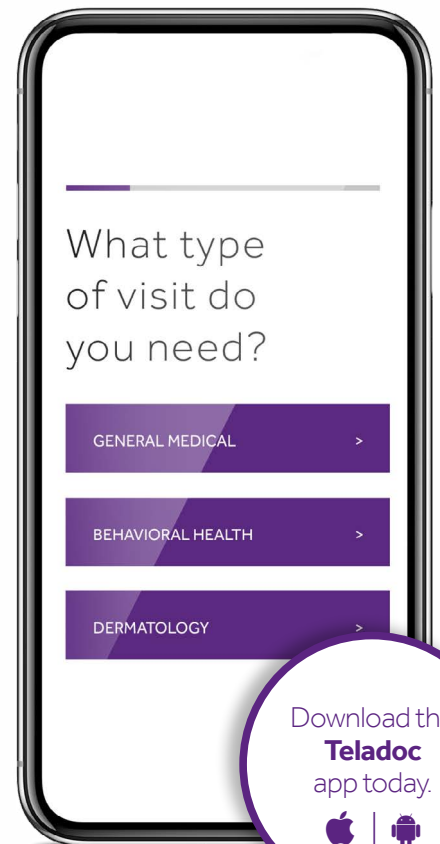 What type
of visit do
you need?
GENERAL MEDICAL >
BEHAVIORAL HEALTH >
DERMATOLOGY >
Download th
Teladoc
app today.